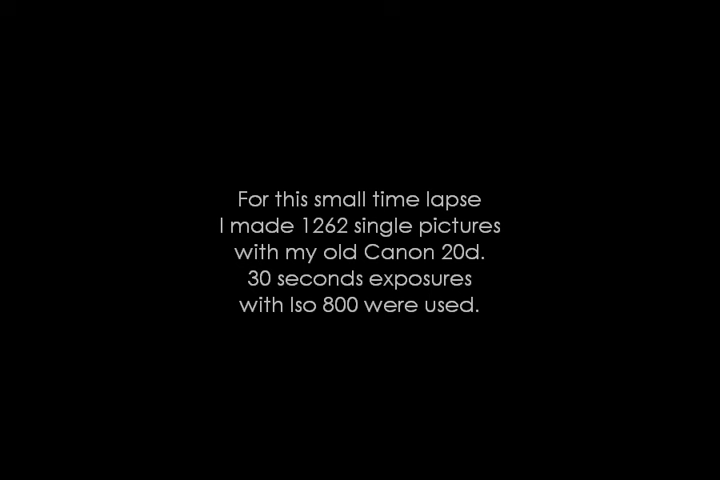 For this small time lapse
I made 1262 single pictures
with my old Canon 20d.
30 seconds exposures
with Iso 800 were used.